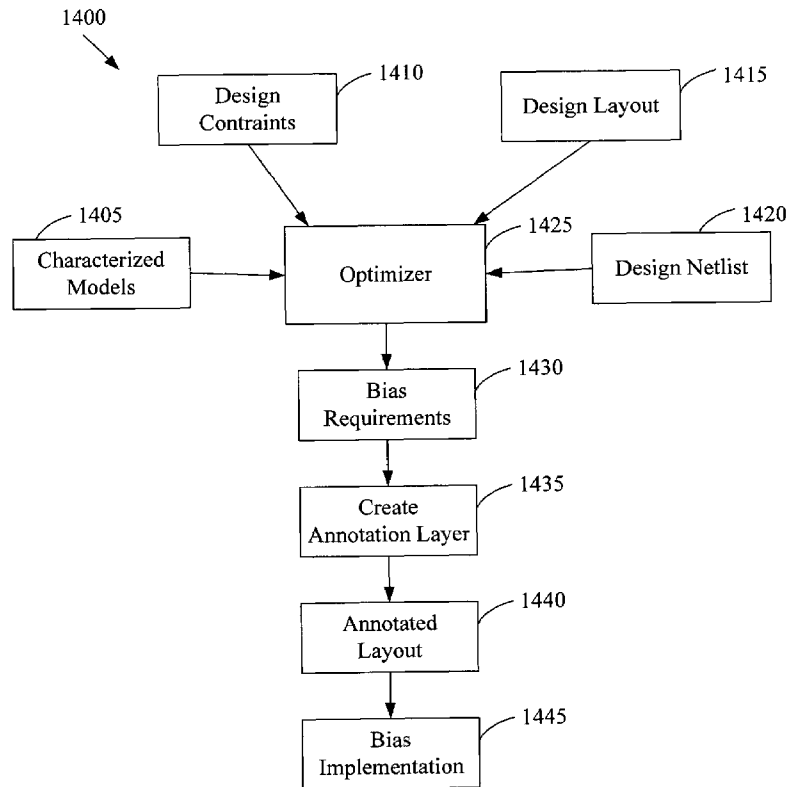 1400
Design
Contraints
1410
Design Layout
1415
1405
Characterized
Models
Optimizer
1425
1420
Design Netlist
Bias
Requirements
1430
Create
Annotation Layer
1435
Annotated
Layout
1440
Bias
Implementation
1445